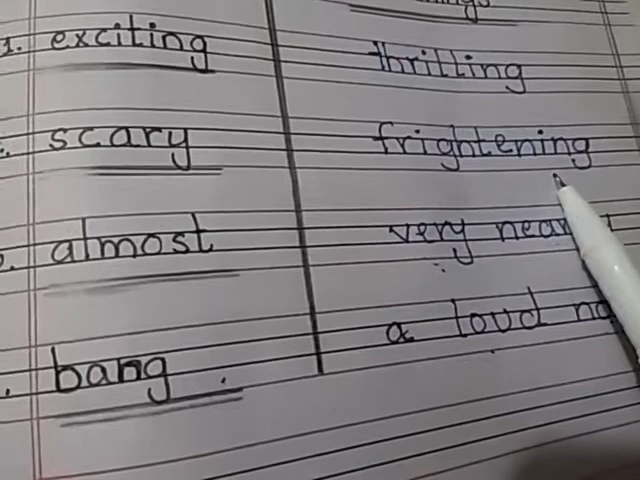 1. exciting thrilling
scary frightening
almost very near
bang. a loud